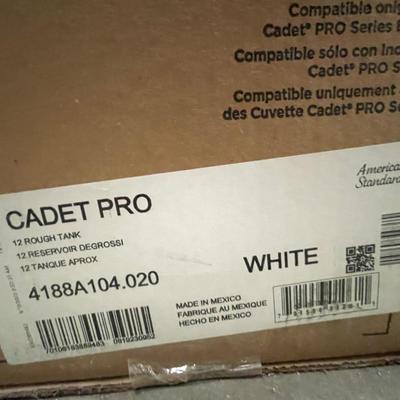 Compatible only
Cadet® PRO Series B
Compatible sólo con ino
Cadet® PRO S
Compatible uniquement a
des Cuvette Cadet® PRO Se
American
Standard
CADET PRO
12 ROUGH TANK
12 RESERVOIR DEGROSSI
12 TANQUE APROX
4188A104.020
WHITE
MADE IN MEXICO
FABRIQUE AU MEXIQUE
HECHO EN MEXICO